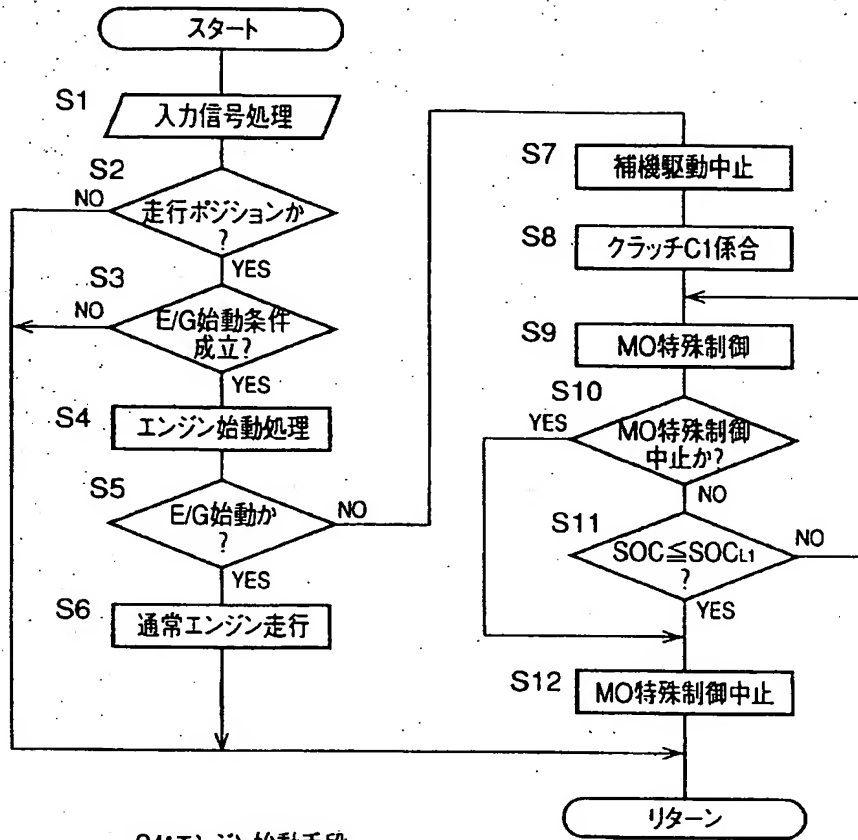 スタート
S1
入力信号処理
S2
NO
走行ポジションか
?
YES
S3
NO
E/G始動条件
成立?
YES
S4
エンジン始動処理
S5
E/G始動か
?
NO
YES
S6
通常エンジン走行
S7
補機駆動中止
S8
クラッチC1係合
S9
MO特殊制御
S10
YES
MO特殊制御
中止か?
NO
S11
SOC≦SOCL1
?
NO
YES
S12
MO特殊制御中止
リターン